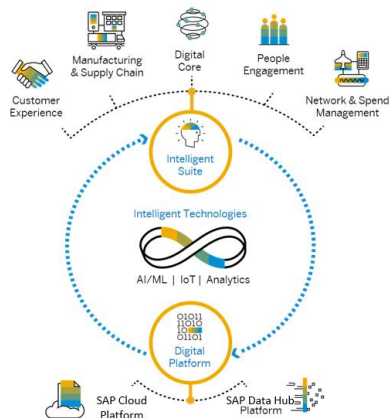 Digital
Core
Manufacturing
& Supply Chain
People
Engagement
Customer
Experience
Network & Spend
Management
Intelligent
Suite
Intelligent Technologies
AI/ML | IoT | Analytics
01011
11010
01101
Digital
Platform
SAP Cloud
Platform
SAP Data Hub
Platform